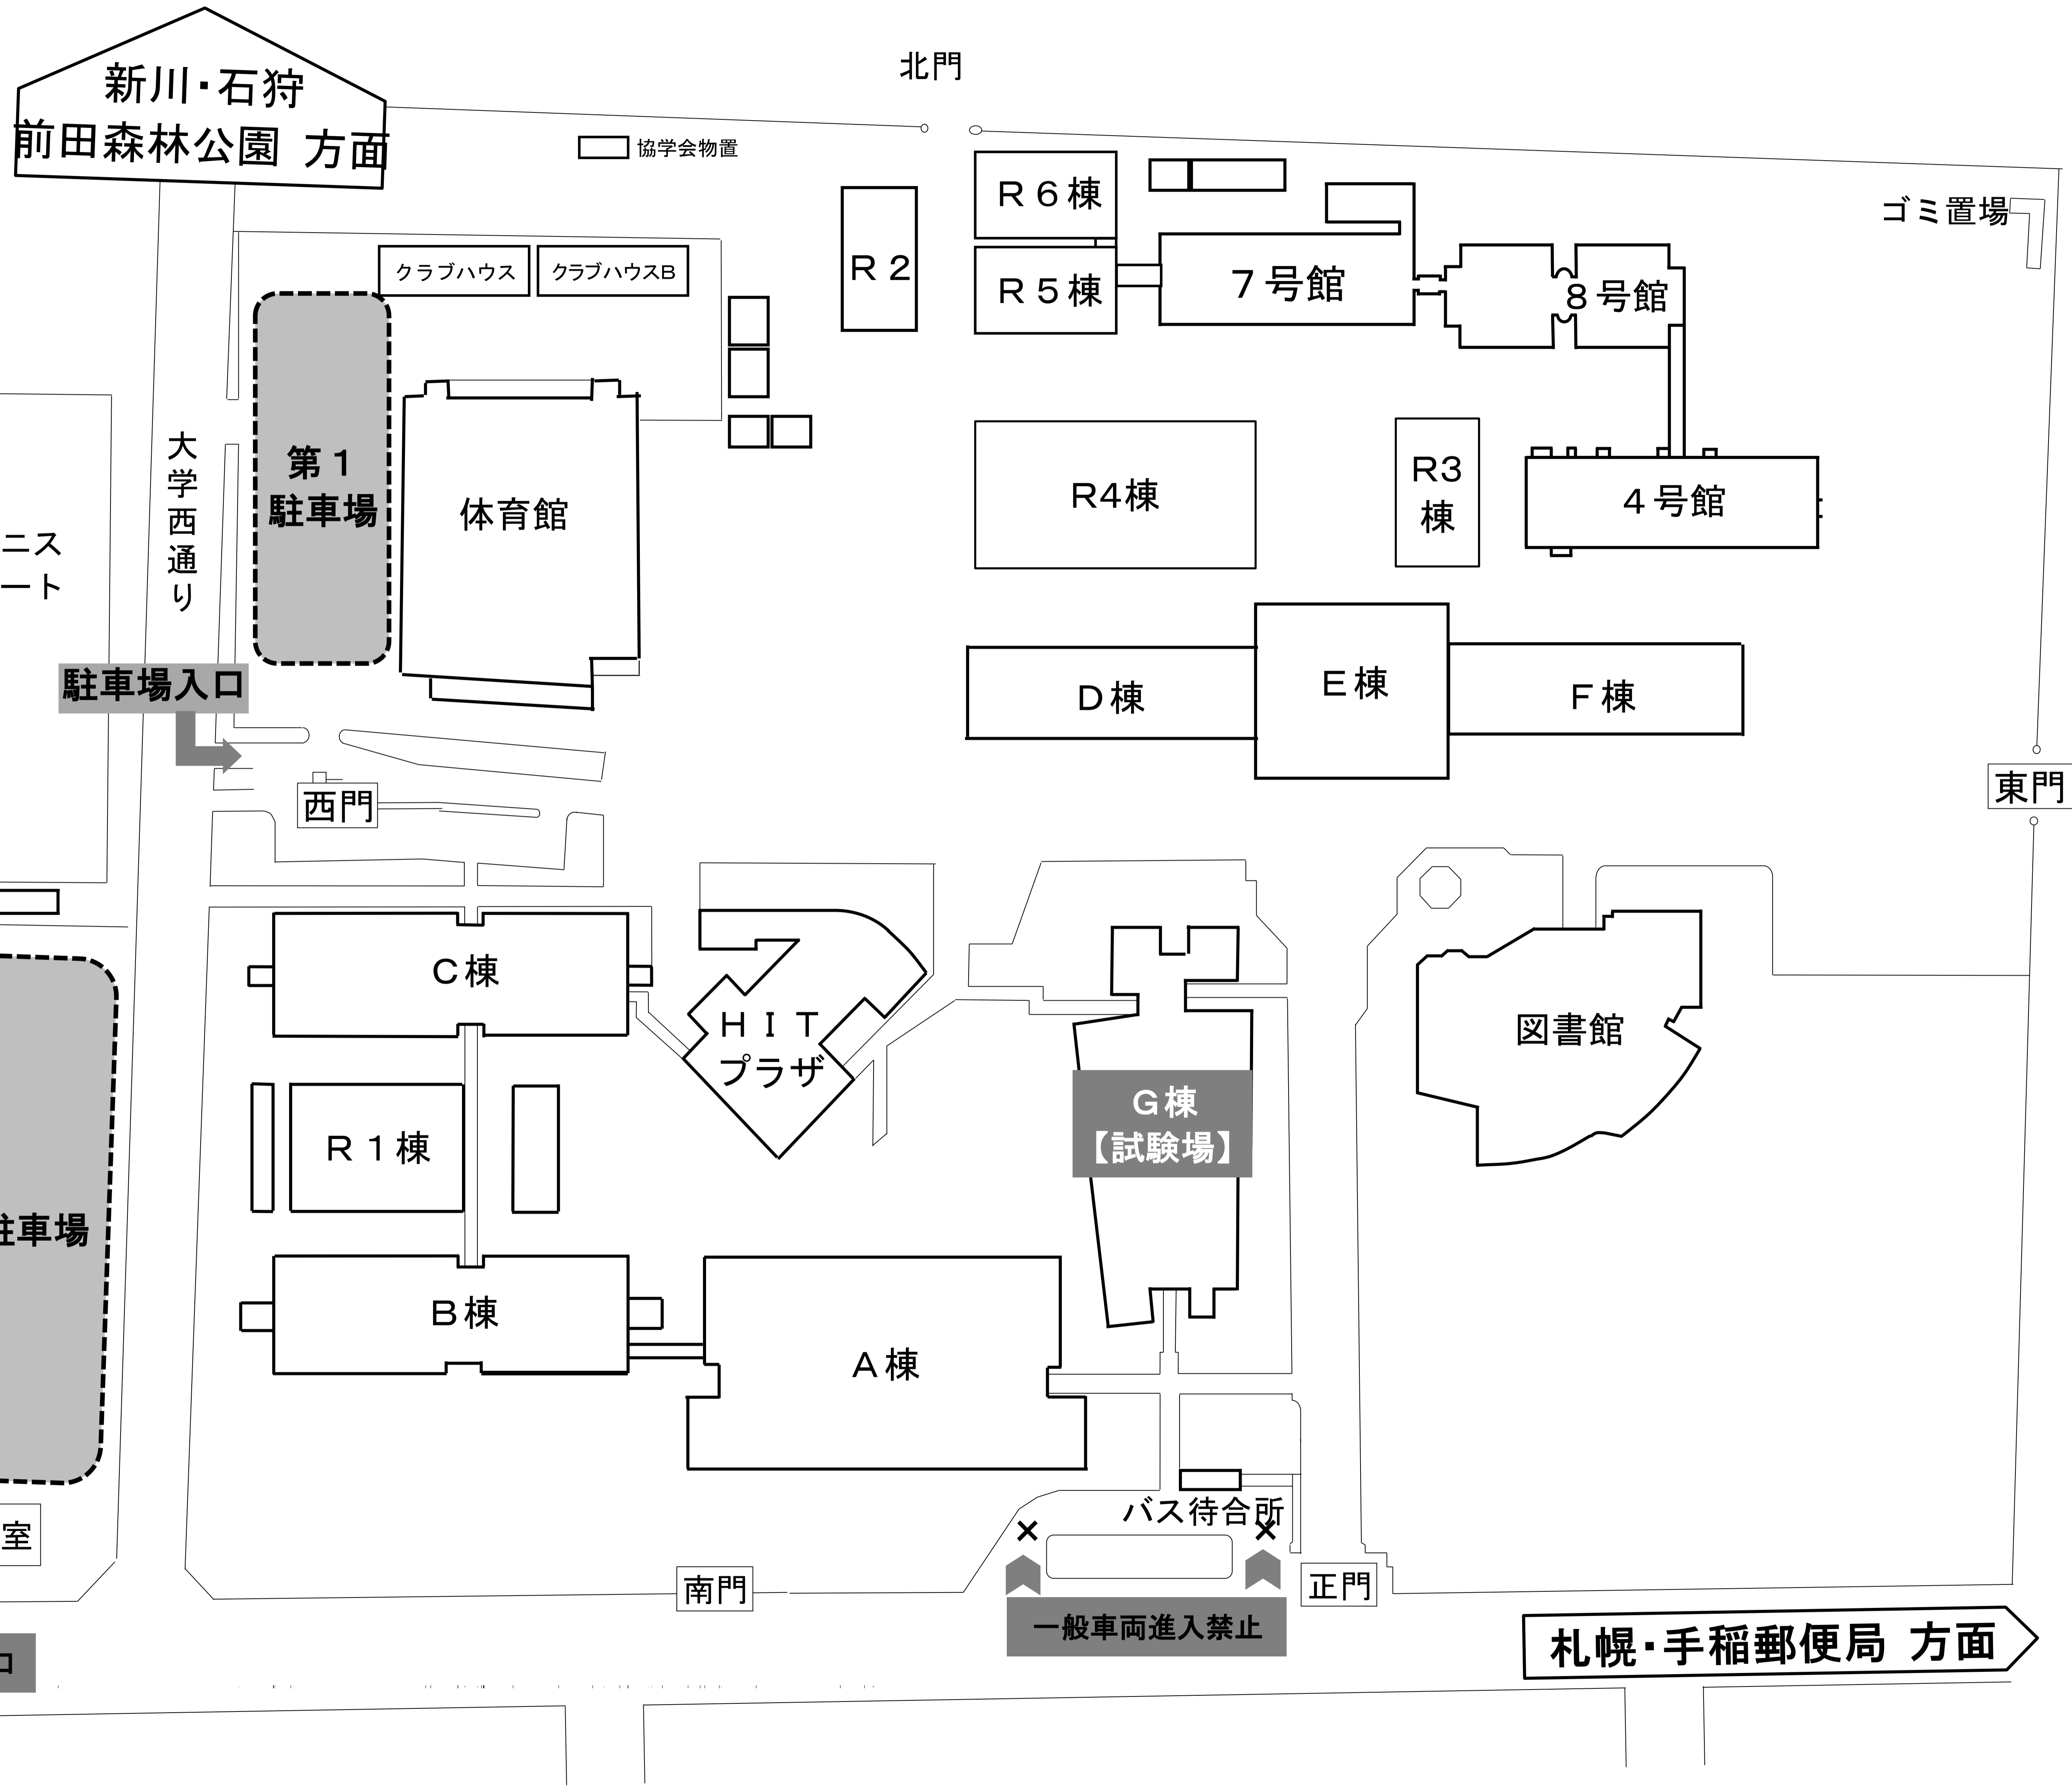 北門
新川・石狩
前田森林公園 方面
協学会物置
Ｒ６棟
ゴミ置場
クラブハウス
クラブハウスB
Ｒ２
Ｒ５棟
７号館
８号館
大学西通り
第１
駐車場
体育館
R4棟
R3
棟
４号館
ニス
ート
駐車場入口
Ｄ棟
Ｅ棟
Ｆ棟
西門
東門
Ｃ棟
ＨＩＴ
プラザ
図書館
Ｇ棟
【試験場】
Ｒ１棟
駐車場
Ｂ棟
Ａ棟
バス待合所
×
×
室
南門
正門
一般車両進入禁止
札幌・手稲郵便局 方面
口